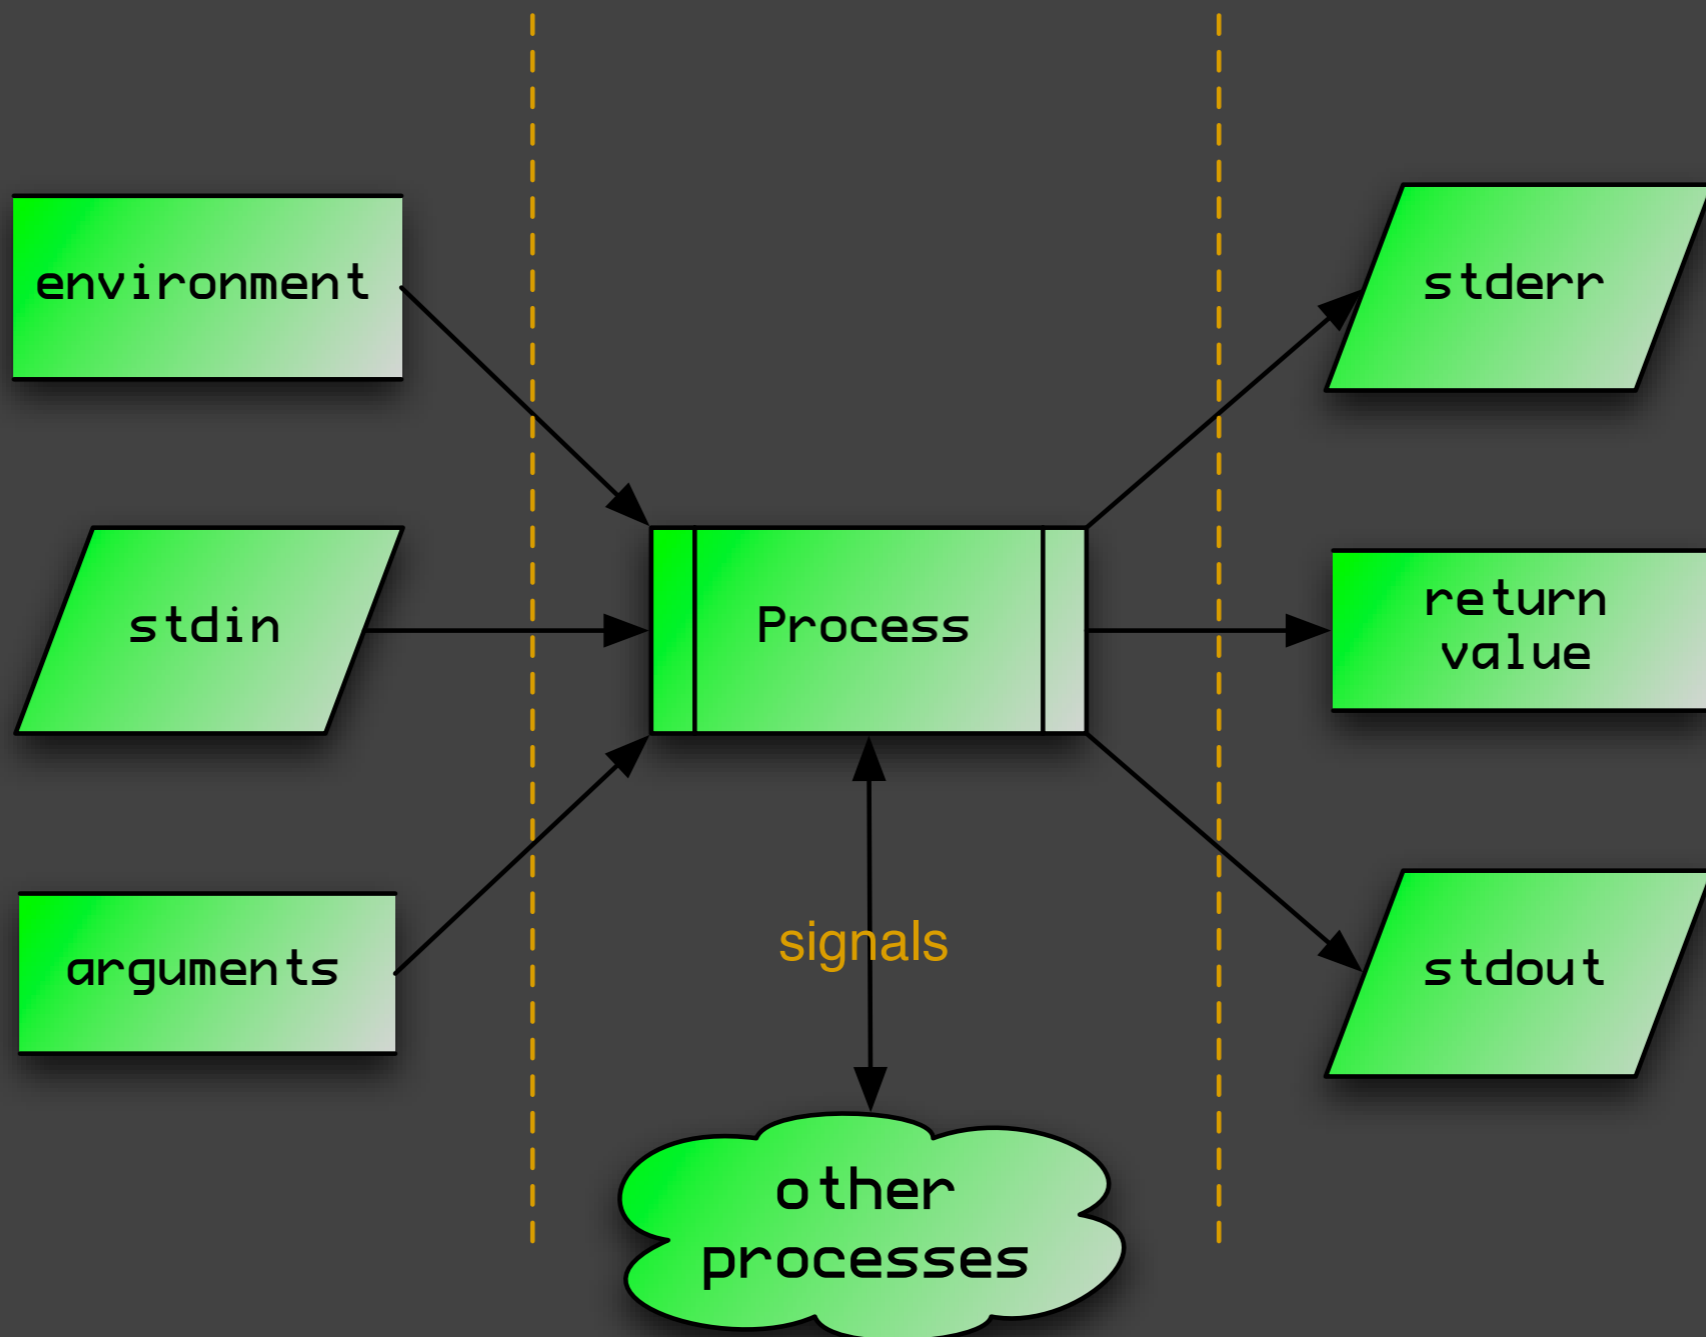 environment
stderr
stdin
Process
return
value
arguments
signals
stdout
other
processes